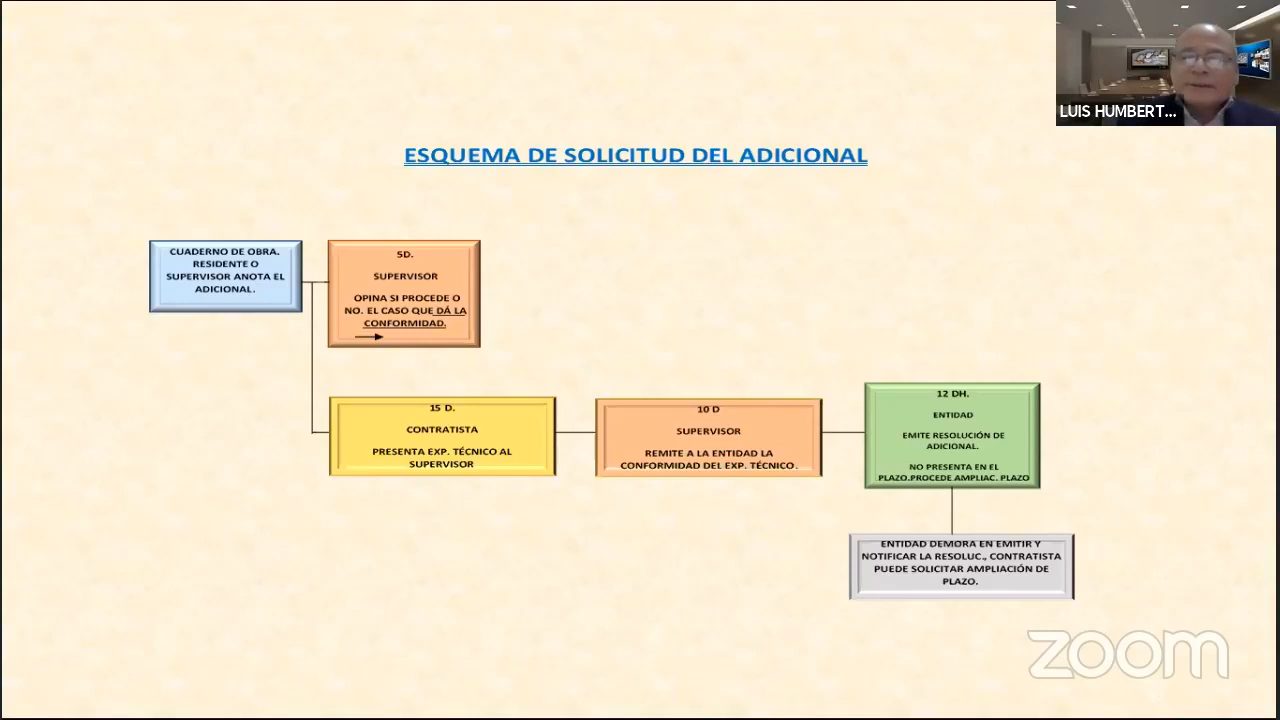 LUIS HUMBERT...
ESQUEMA DE SOLICITUD DEL ADICIONAL
CUADERNO DE OBRA.
RESIDENTE O
SUPERVISOR ANOTA EL
ADICIONAL.
5D.
SUPERVISOR
OPINA SI PROCEDE O
NO. EL CASO QUE DÁ LA
CONFORMIDAD.
15 D.
CONTRATISTA
PRESENTA EXP. TÉCNICO AL
SUPERVISOR
10 D
SUPERVISOR
REMITE A LA ENTIDAD LA
CONFORMIDAD DEL EXP. TÉCNICO.
12 DH.
ENTIDAD
EMITE RESOLUCIÓN DE
ADICIONAL.
NO PRESENTA EN EL
PLAZO.PROCEDE AMPLIAC. PLAZO
ENTIDAD DEMORA EN EMITIR Y
NOTIFICAR LA RESOLUC., CONTRATISTA
PUEDE SOLICITAR AMPLIACIÓN DE
PLAZO.
zoom